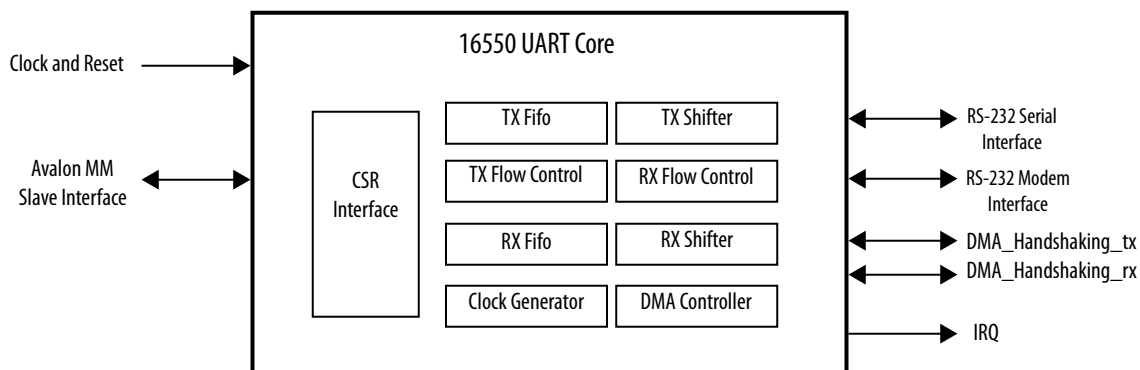 16550 UART Core
Clock and Reset
Avalon MM
Slave Interface
CSR
Interface
TX Fifo
TX Shifter
TX Flow Control
RX Flow Control
RX Fifo
RX Shifter
Clock Generator
DMA Controller
RS-232 Serial
Interface
RS-232 Modem
Interface
DMA_Handshaking_tx
DMA_Handshaking_rx
IRQ